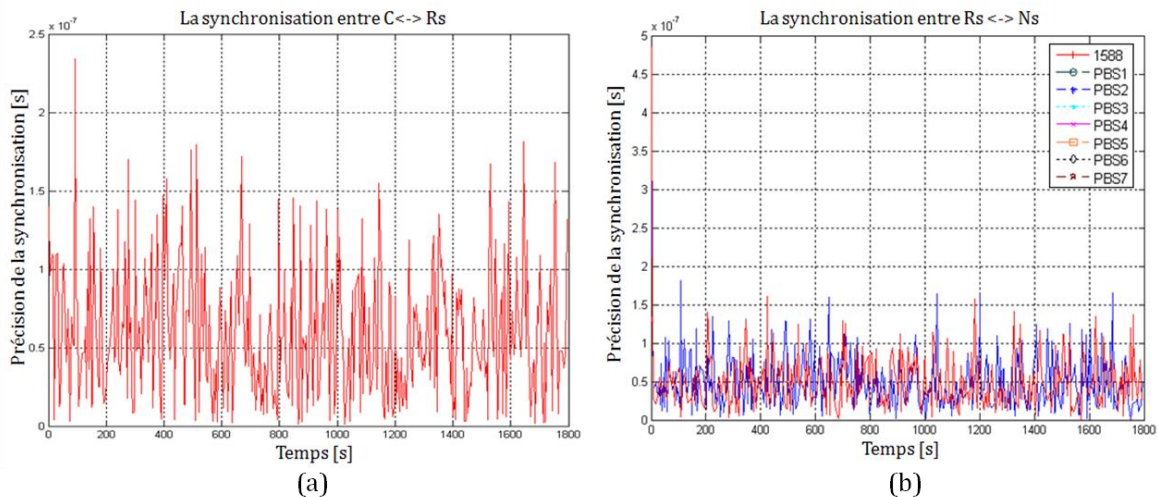 La synchronisation entre C<-> Rs
x 10⁻⁷
2.5
2
1.5
1
0.5
0
Précision de la synchronisation [s]
0 200 400 600 800 1000 1200 1400 1600 1800
Temps [s]
(a)
La synchronisation entre Rs <-> Ns
x 10⁻⁷
5
4.5
4
3.5
3
2.5
2
1.5
1
0.5
0
Précision de la synchronisation [s]
1588
PBS1
PBS2
PBS3
PBS4
PBS5
PBS6
PBS7
0 200 400 600 800 1000 1200 1400 1600 1800
Temps [s]
(b)